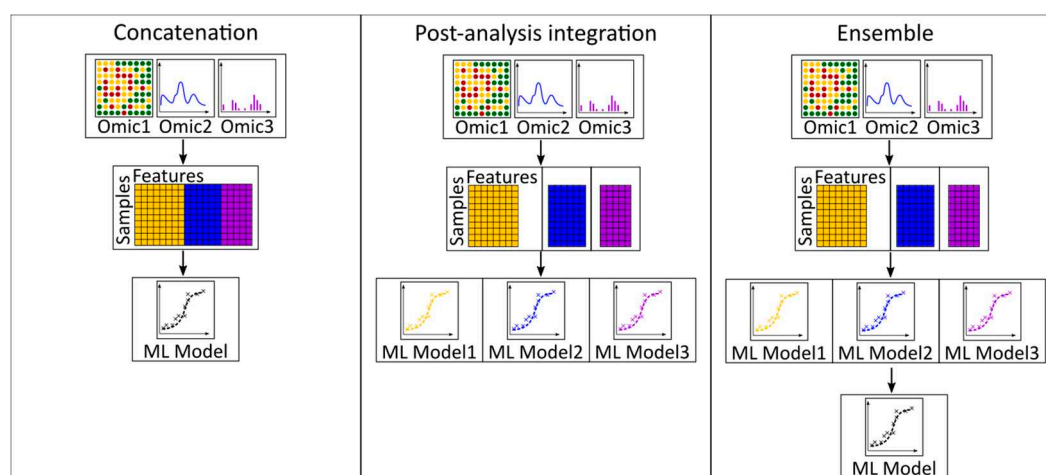 Concatenation
Omic1 Omic2 Omic3
Features
Samples
ML Model
Post-analysis integration
Omic1 Omic2 Omic3
Features
Samples
ML Model1 ML Model2 ML Model3
Ensemble
Omic1 Omic2 Omic3
Features
Samples
ML Model1 ML Model2 ML Model3
ML Model